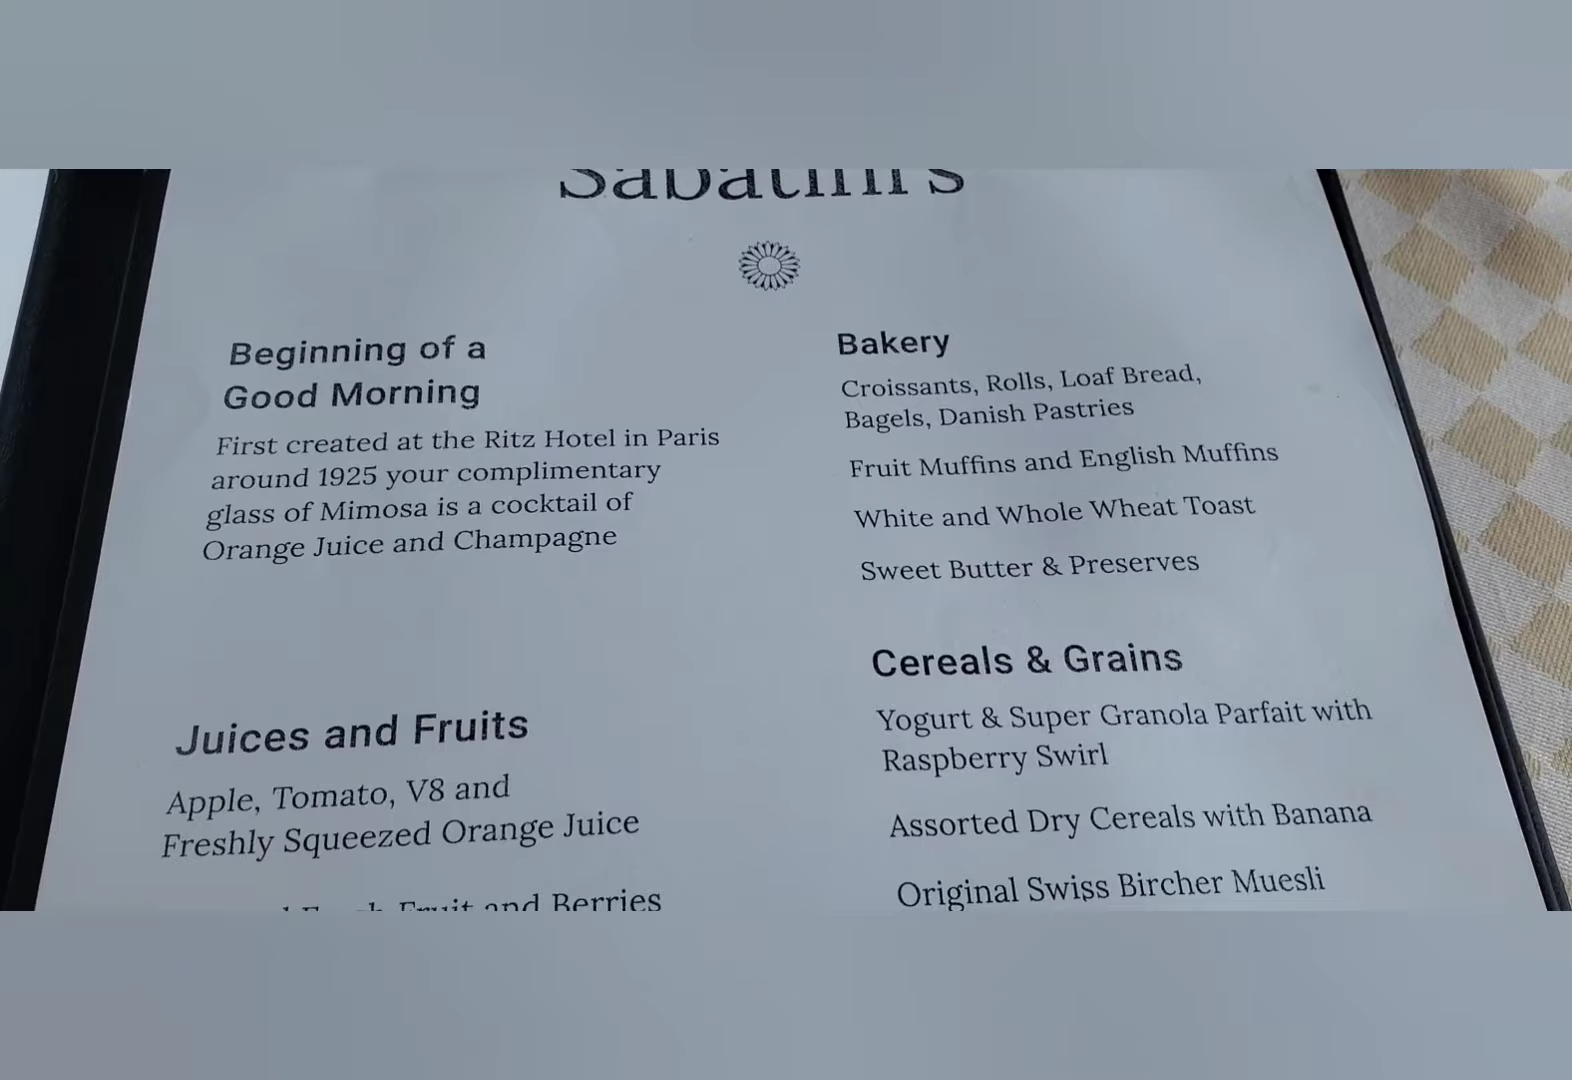 Sabatini's
Beginning of a
Good Morning
First created at the Ritz Hotel in Paris
around 1925 your complimentary
glass of Mimosa is a cocktail of
Orange Juice and Champagne
Juices and Fruits
Apple, Tomato, V8 and
Freshly Squeezed Orange Juice
Fruit and Berries
Bakery
Croissants, Rolls, Loaf Bread,
Bagels, Danish Pastries
Fruit Muffins and English Muffins
White and Whole Wheat Toast
Sweet Butter & Preserves
Cereals & Grains
Yogurt & Super Granola Parfait with
Raspberry Swirl
Assorted Dry Cereals with Banana
Original Swiss Bircher Muesli